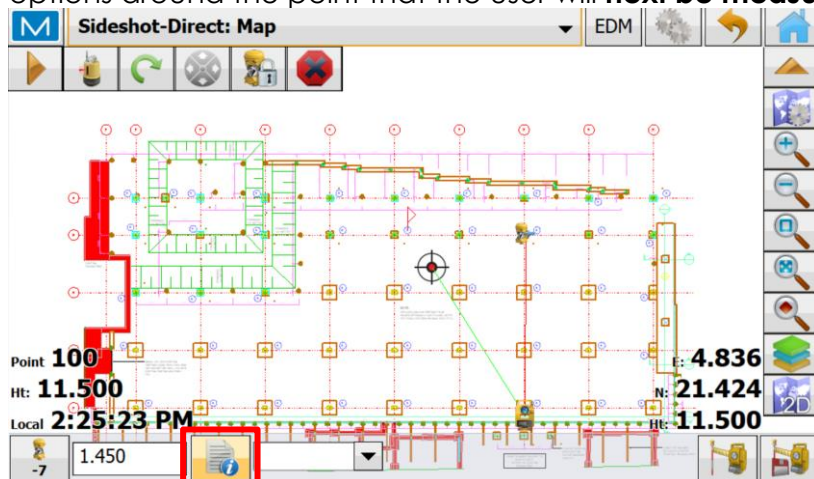 options around the point that the user will next be measu
Sideshot-Direct: Map
EDM
Point 100
Ht: 11.500
Local 2:25:23 PM
E: 4.836
N: 21.424
Ht: 11.500
2D
-7
1.450